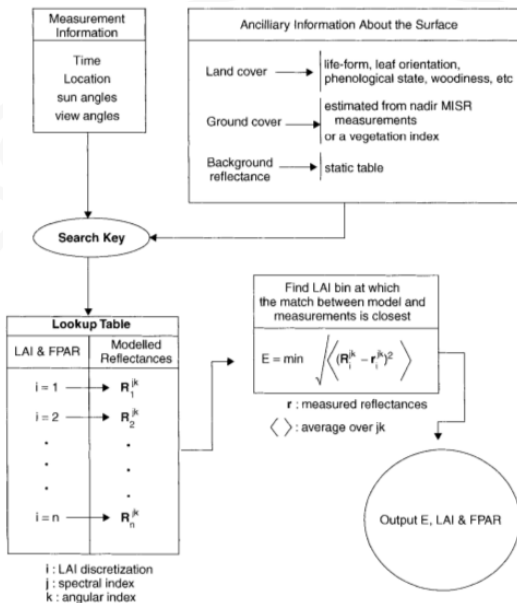 Measurement
Information
Time
Location
sun angles
view angles
Ancilliary Information About the Surface
Land cover
life-form, leaf orientation,
phenological state, woodiness, etc
Ground cover
estimated from nadir MISR
measurements
or a vegetation index
Background
reflectance
static table
Search Key
Lookup Table
LAI & FPAR
Modelled
Reflectances
i = 1
R₁ʲᵏ
i = 2
R₂ʲᵏ
.
.
.
.
.
.
i = n
Rₙʲᵏ
i : LAI discretization
j : spectral index
k : angular index
Find LAI bin at which
the match between model and
measurements is closest
E = min √⟨(Rᵢʲᵏ – rᵢʲᵏ)²⟩
r : measured reflectances
⟨ ⟩ : average over jk
Output E, LAI & FPAR